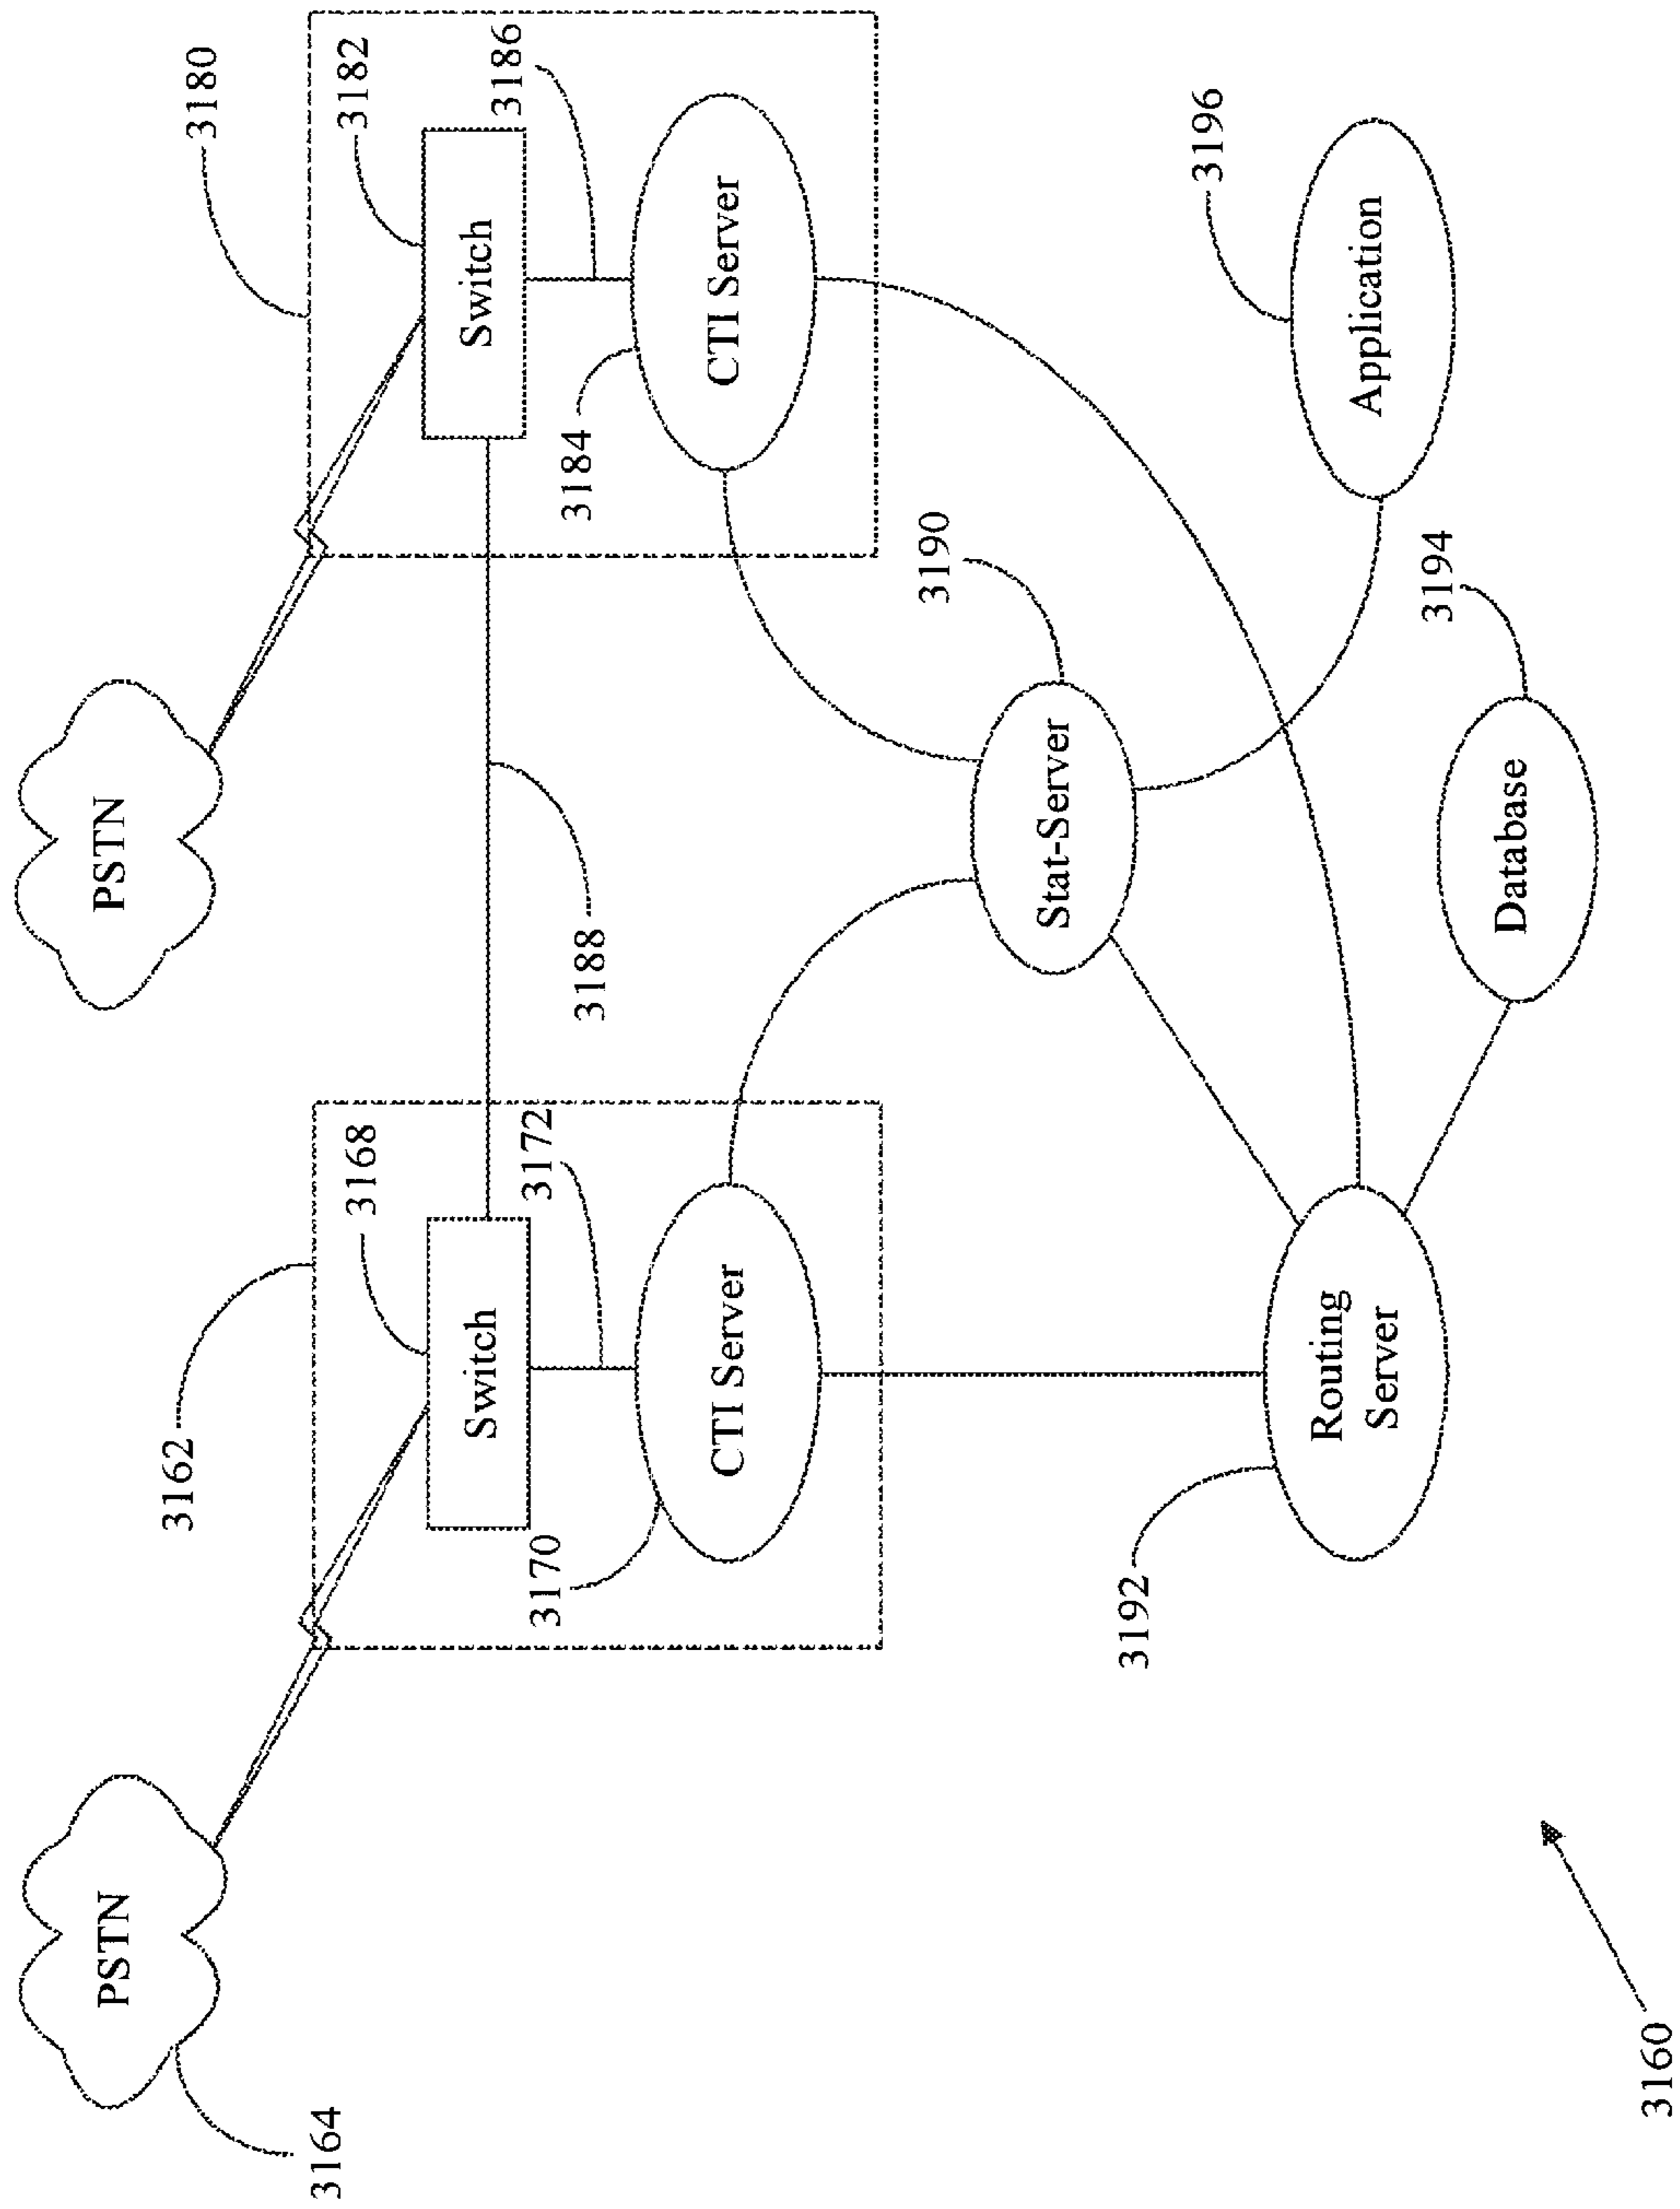 PSTN
PSTN
3164
3162
3180
Switch
3168
3172
Switch
3182
3186
3188
3170
CTI Server
3184
CTI Server
3190
Stat-Server
3192
Routing
Server
3196
Application
3194
Database
3160